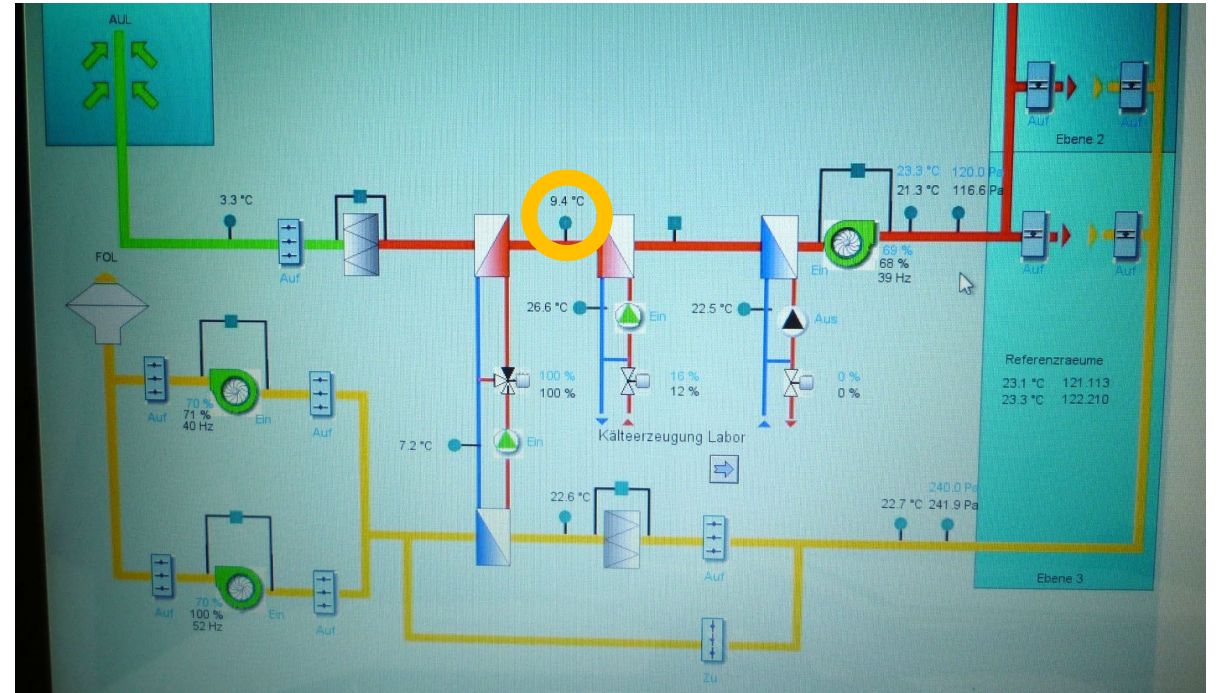 AUL
3.3 °C
Auf
9.4 °C
23.3 °C 120.0 Pa
21.3 °C 116.6 Pa
Auf
Auf
Ebene 2
Ein
69 %
68 %
39 Hz
Auf
Auf
FOL
26.6 °C
Ein
22.5 °C
Aus
Auf
70 %
71 %
40 Hz
Ein
Auf
100 %
100 %
16 %
12 %
0 %
0 %
Referenzraeume
23.1 °C 121.113
23.3 °C 122.210
7.2 °C
Ein
Kälteerzeugung Labor
22.6 °C
240.0 Pa
22.7 °C 241.9 Pa
Auf
Auf
70 %
100 %
52 Hz
Ein
Auf
Ebene 3
Zu